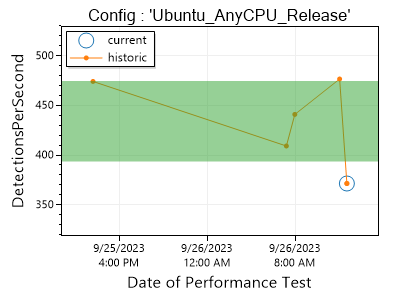 Config : 'Ubuntu_AnyCPU_Release'
current
historic
DetectionsPerSecond
500
450
400
350
9/25/2023
4:00 PM
9/26/2023
12:00 AM
9/26/2023
8:00 AM
Date of Performance Test